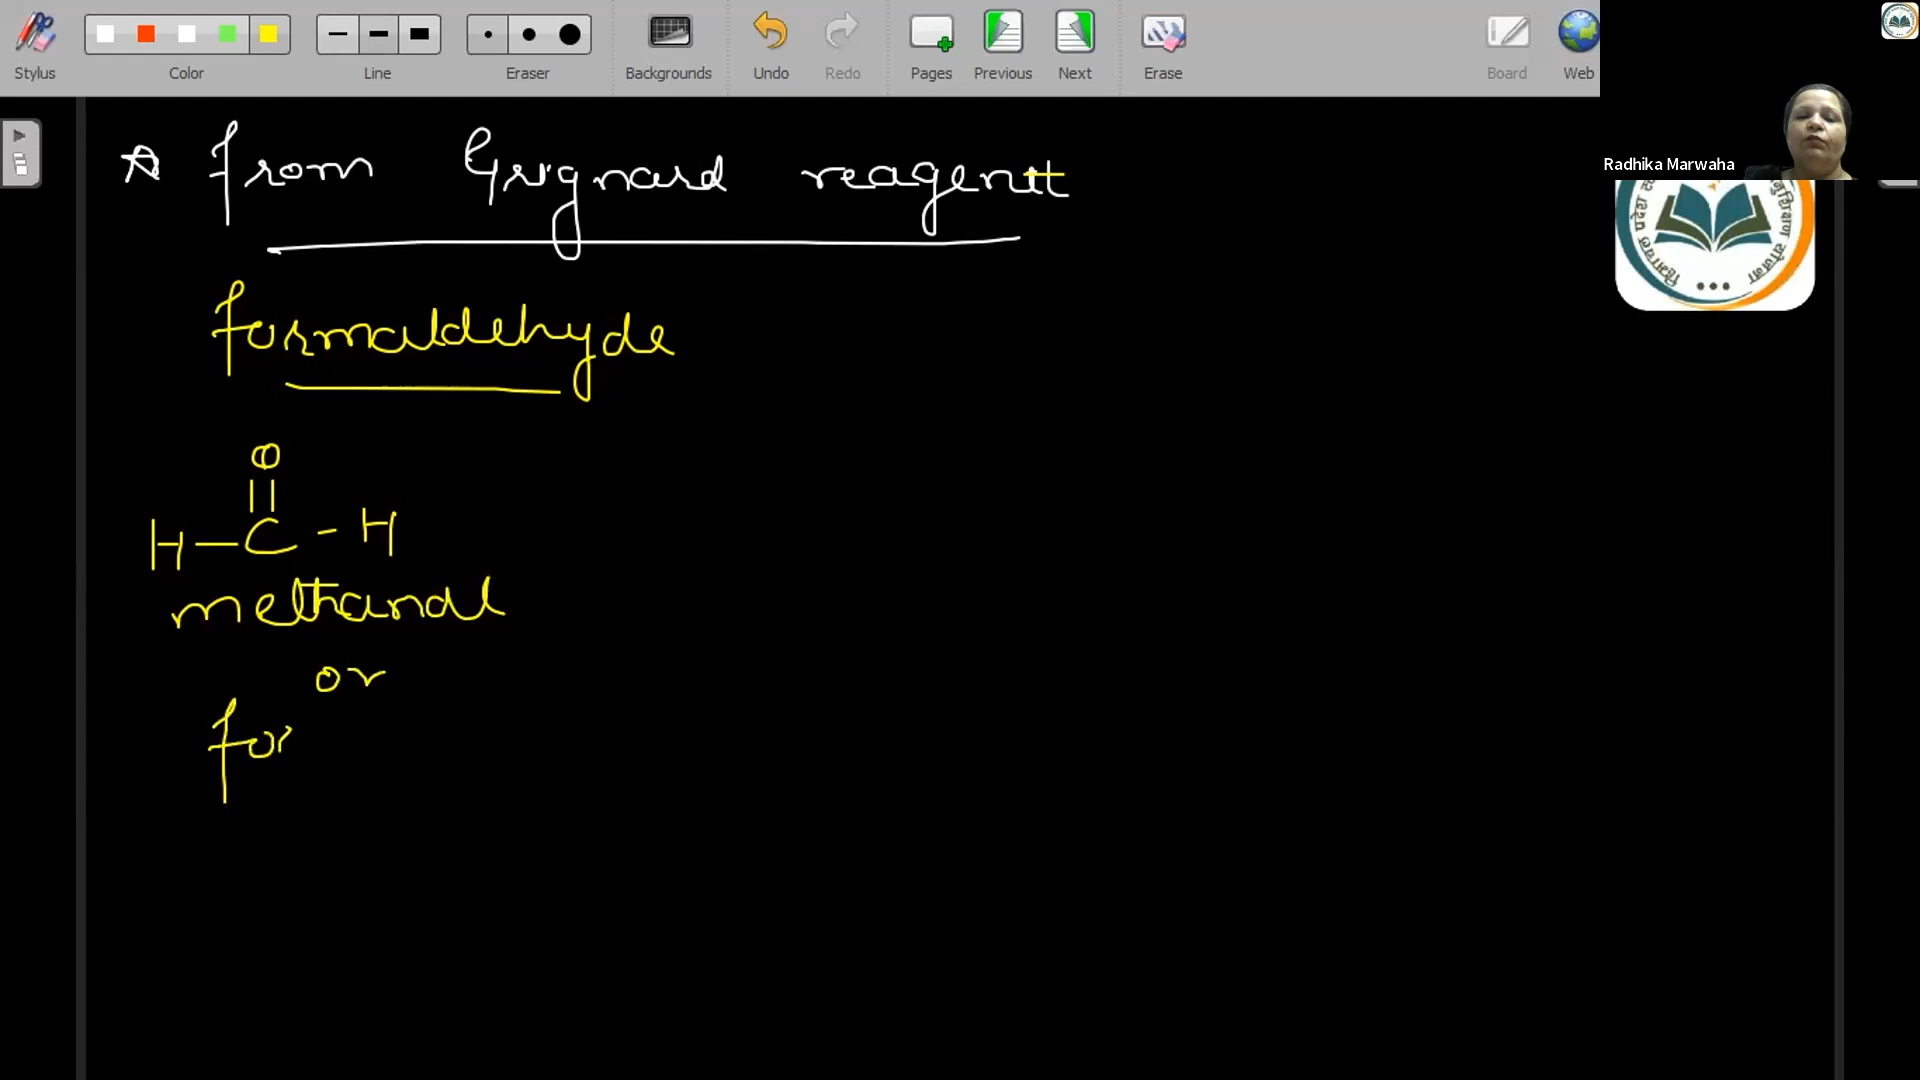 Stylus
Color
Line
Eraser
Backgrounds
Undo
Redo
Pages
Previous
Next
Erase
Board
Web
Radhika Marwaha
from Grignard reagent
formaldehyde
O
||
H — C - H
methanal
or
for